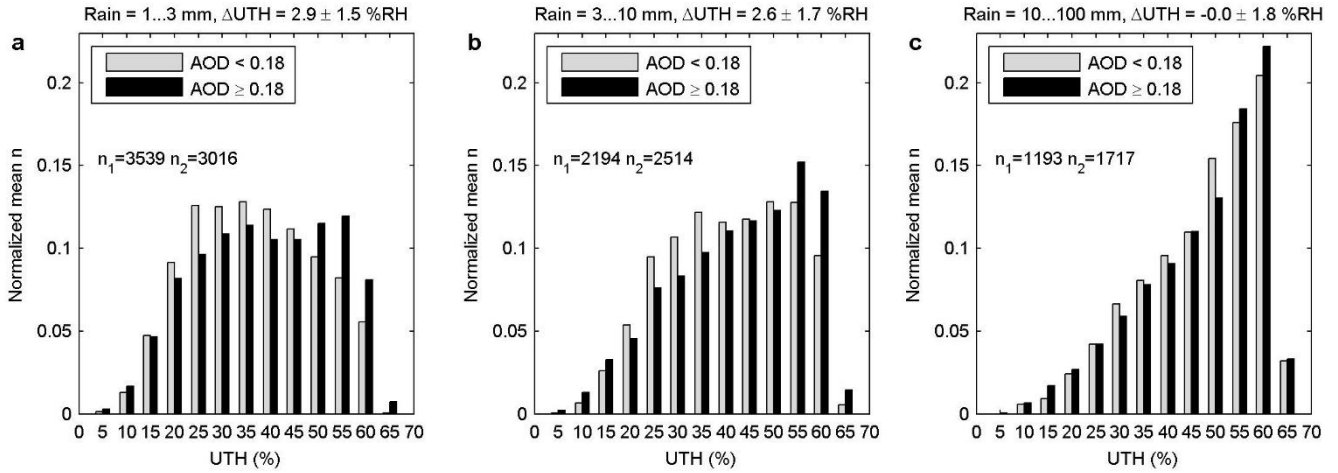 Rain = 1...3 mm, ΔUTH = 2.9 ± 1.5 %RH
a
AOD < 0.18
AOD ≥ 0.18
n₁=3539 n₂=3016
Normalized mean n
0.2
0.15
0.1
0.05
0
0 5 10 15 20 25 30 35 40 45 50 55 60 65 70
UTH (%)
Rain = 3...10 mm, ΔUTH = 2.6 ± 1.7 %RH
b
AOD < 0.18
AOD ≥ 0.18
n₁=2194 n₂=2514
Normalized mean n
0.2
0.15
0.1
0.05
0
0 5 10 15 20 25 30 35 40 45 50 55 60 65 70
UTH (%)
Rain = 10...100 mm, ΔUTH = -0.0 ± 1.8 %RH
c
AOD < 0.18
AOD ≥ 0.18
n₁=1193 n₂=1717
Normalized mean n
0.2
0.15
0.1
0.05
0
0 5 10 15 20 25 30 35 40 45 50 55 60 65 70
UTH (%)